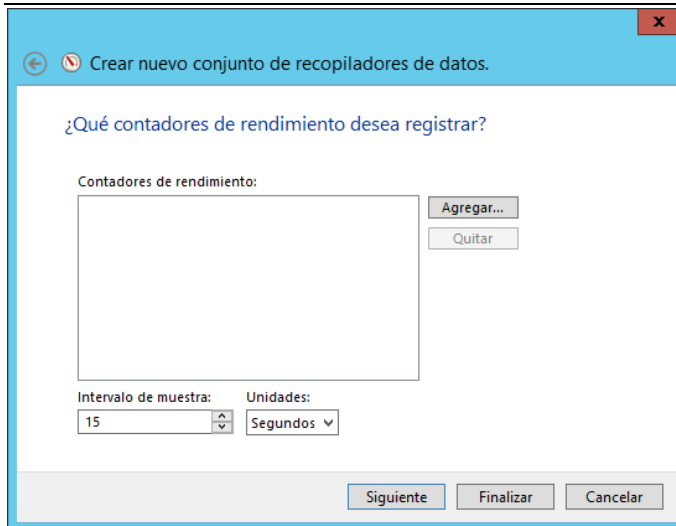 x
Crear nuevo conjunto de recopiladores de datos.
¿Qué contadores de rendimiento desea registrar?
Contadores de rendimiento:
Agregar...
Quitar
Intervalo de muestra: Unidades:
15 Segundos
Siguiente Finalizar Cancelar